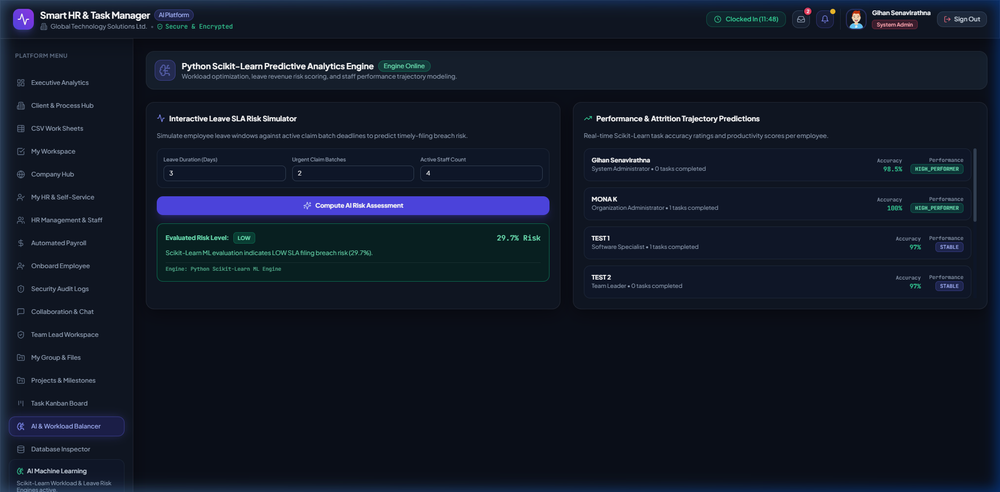 Smart HR & Task Manager
AI Platform
Global Technology Solutions Ltd. • Secure & Encrypted
Clocked In (11:48)
2
Gihan Senavirathna
System Admin
Sign Out
PLATFORM MENU
Executive Analytics
Client & Process Hub
CSV Work Sheets
My Workspace
Company Hub
My HR & Self-Service
HR Management & Staff
Automated Payroll
Onboard Employee
Security Audit Logs
Collaboration & Chat
Team Lead Workspace
My Group & Files
Projects & Milestones
Task Kanban Board
AI & Workload Balancer
Database Inspector
AI Machine Learning
Scikit-Learn Workload & Leave Risk
Engines active.
Python Scikit-Learn Predictive Analytics Engine
Engine Online
Workload optimization, leave revenue risk scoring, and staff performance trajectory modeling.
Interactive Leave SLA Risk Simulator
Simulate employee leave windows against active claim batch deadlines to predict timely-filing breach risk.
Leave Duration (Days)
3
Urgent Claim Batches
2
Active Staff Count
4
Compute AI Risk Assessment
Evaluated Risk Level: LOW
29.7% Risk
Scikit-Learn ML evaluation indicates LOW SLA filing breach risk (29.7%).
Engine: Python Scikit-Learn ML Engine
Performance & Attrition Trajectory Predictions
Real-time Scikit-Learn task accuracy ratings and productivity scores per employee.
Gihan Senavirathna
System Administrator • 0 tasks completed
Accuracy
98.5%
Performance
HIGH_PERFORMER
MONA K
Organization Administrator • 1 tasks completed
Accuracy
100%
Performance
HIGH_PERFORMER
TEST 1
Software Specialist • 1 tasks completed
Accuracy
97%
Performance
STABLE
TEST 2
Team Leader • 0 tasks completed
Accuracy
97%
Performance
STABLE